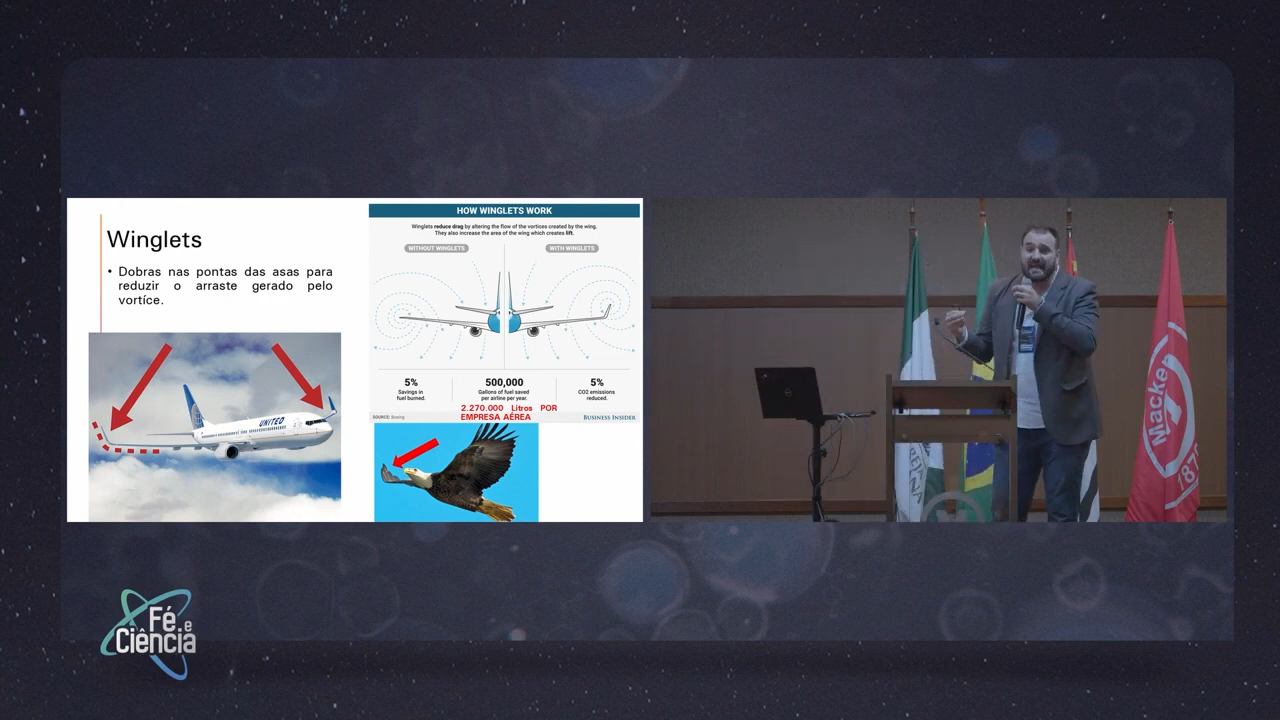 Winglets
• Dobras nas pontas das asas para
reduzir o arraste gerado pelo
vortíce.
UNITED
HOW WINGLETS WORK
Winglets reduce drag by altering the flow of the vortices created by the wing.
They also increase the area of the wing which creates lift.
WITHOUT WINGLETS
WITH WINGLETS
5%
Savings in
fuel burned.
500,000
Gallons of fuel saved
per airline per year.
5%
CO2 emissions
reduced.
2.270.000 Litros POR
EMPRESA AÉREA
SOURCE: Boeing
BUSINESS INSIDER
Macke
187
Fé e
Ciência